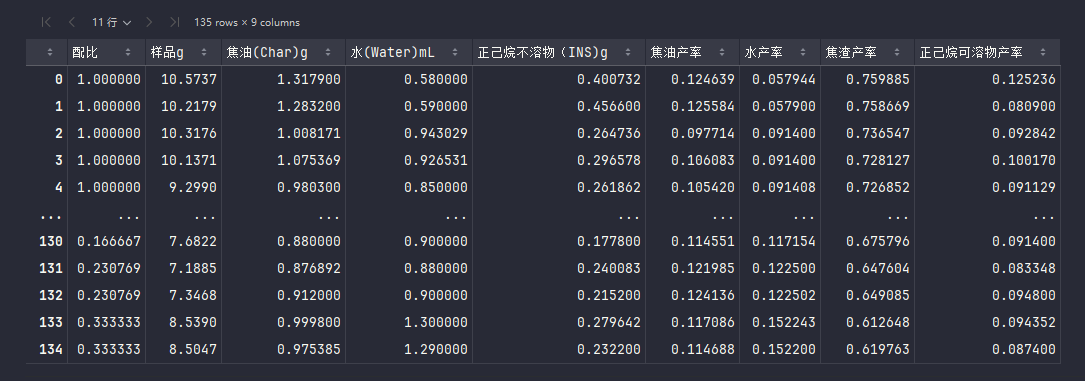 11 行 135 rows × 9 columns
配比 样品g 焦油(Char)g 水(Water)mL 正己烷不溶物（INS)g 焦油产率 水产率 焦渣产率 正己烷可溶物产率
0 1.000000 10.5737 1.317900 0.580000 0.400732 0.124639 0.057944 0.759885 0.125236
1 1.000000 10.2179 1.283200 0.590000 0.456600 0.125584 0.057900 0.758669 0.080900
2 1.000000 10.3176 1.008171 0.943029 0.264736 0.097714 0.091400 0.736547 0.092842
3 1.000000 10.1371 1.075369 0.926531 0.296578 0.106083 0.091400 0.728127 0.100170
4 1.000000 9.2990 0.980300 0.850000 0.261862 0.105420 0.091408 0.726852 0.091129
... ... ... ... ... ... ... ... ... ...
130 0.166667 7.6822 0.880000 0.900000 0.177800 0.114551 0.117154 0.675796 0.091400
131 0.230769 7.1885 0.876892 0.880000 0.240083 0.121985 0.122500 0.647604 0.083348
132 0.230769 7.3468 0.912000 0.900000 0.215200 0.124136 0.122502 0.649085 0.094800
133 0.333333 8.5390 0.999800 1.300000 0.279642 0.117086 0.152243 0.612648 0.094352
134 0.333333 8.5047 0.975385 1.290000 0.232200 0.114688 0.152200 0.619763 0.087400